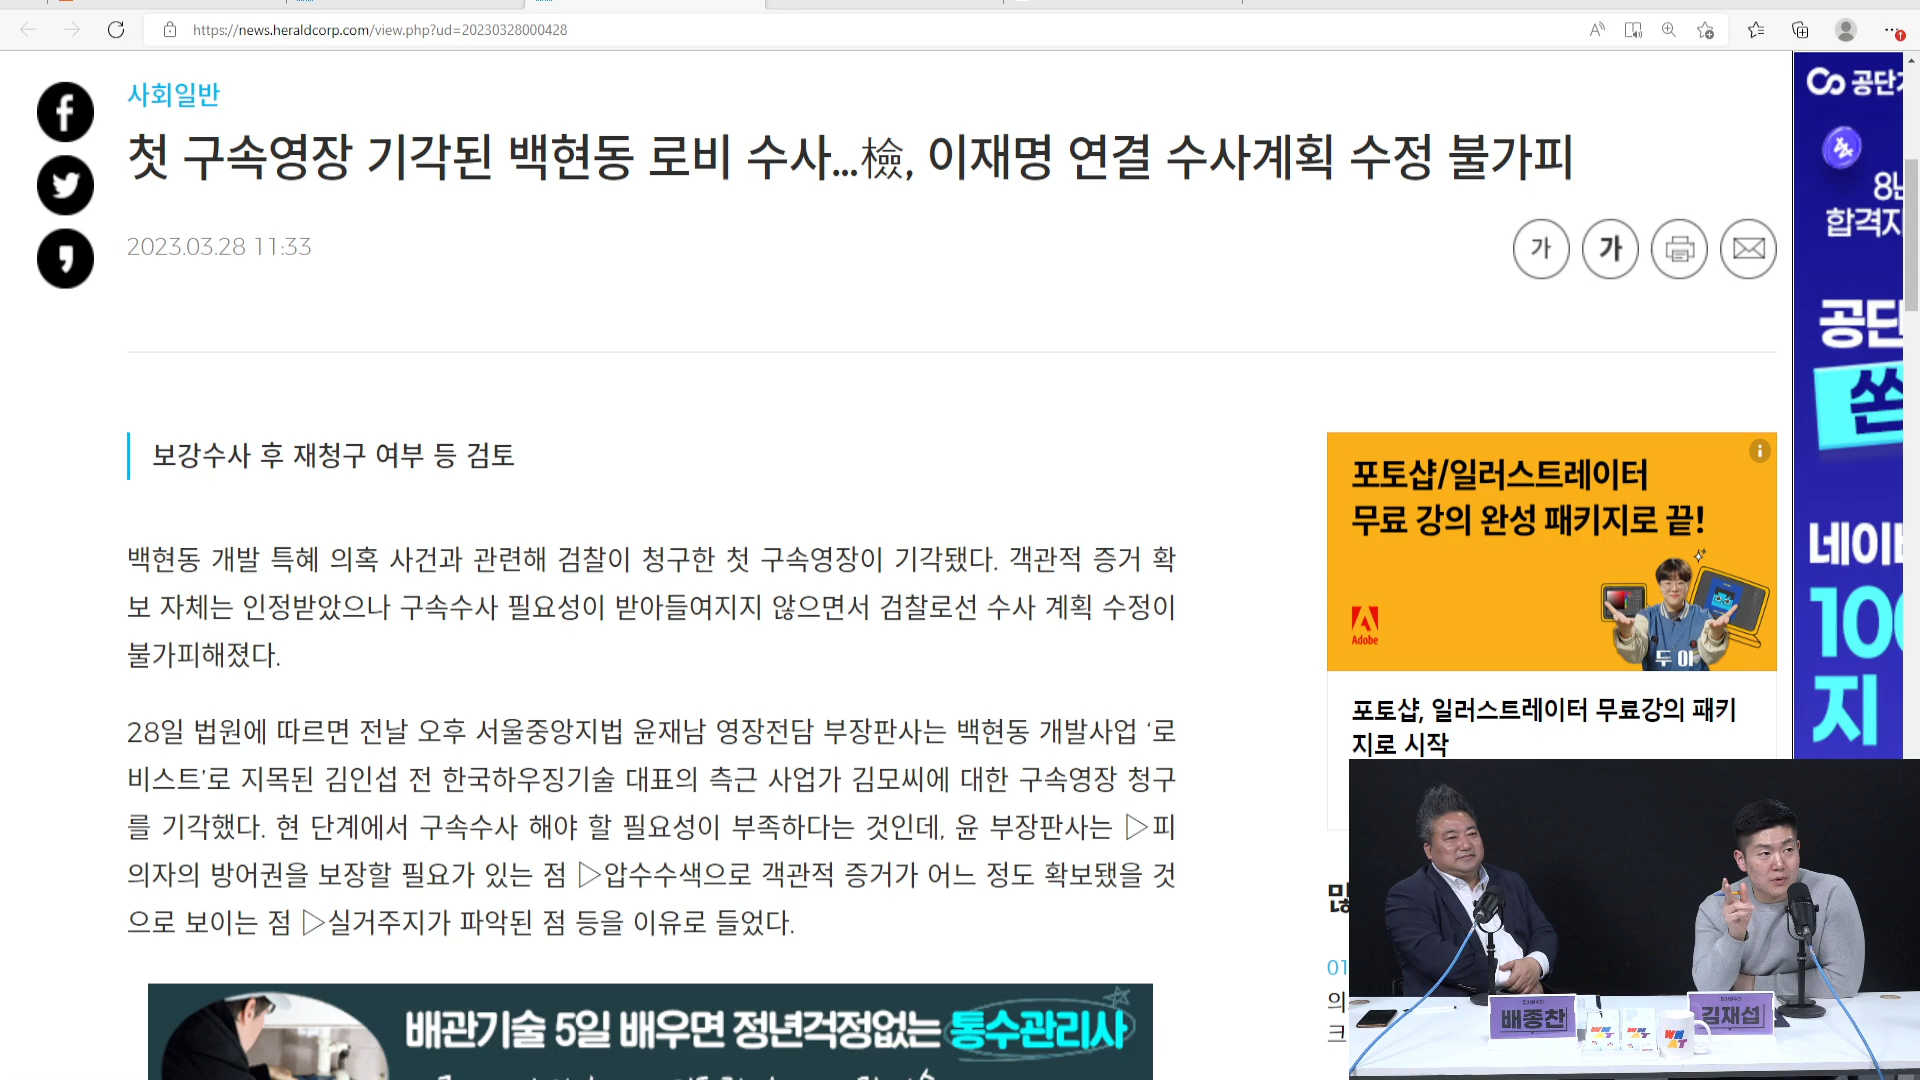 https://news.heraldcorp.com/view.php?ud=20230328000428
사회일반
첫 구속영장 기각된 백현동 로비 수사…檢, 이재명 연결 수사계획 수정 불가피
2023.03.28 11:33
가 가
보강수사 후 재청구 여부 등 검토
백현동 개발 특혜 의혹 사건과 관련해 검찰이 청구한 첫 구속영장이 기각됐다. 객관적 증거 확
보 자체는 인정받았으나 구속수사 필요성이 받아들여지지 않으면서 검찰로선 수사 계획 수정이
불가피해졌다.
28일 법원에 따르면 전날 오후 서울중앙지법 윤재남 영장전담 부장판사는 백현동 개발사업 ‘로
비스트’로 지목된 김인섭 전 한국하우징기술 대표의 측근 사업가 김모씨에 대한 구속영장 청구
를 기각했다. 현 단계에서 구속수사 해야 할 필요성이 부족하다는 것인데, 윤 부장판사는 ▷피
의자의 방어권을 보장할 필요가 있는 점 ▷압수수색으로 객관적 증거가 어느 정도 확보됐을 것
으로 보이는 점 ▷실거주지가 파악된 점 등을 이유로 들었다.
배관기술 5일 배우면 정년걱정없는 통수관리사
포토샵/일러스트레이터
무료 강의 완성 패키지로 끝!
Adobe
두 아
포토샵, 일러스트레이터 무료강의 패키
지로 시작
01
의
크
공단
8년
합격자
공단
쏜
네이버
100
지
배종찬
김재섭